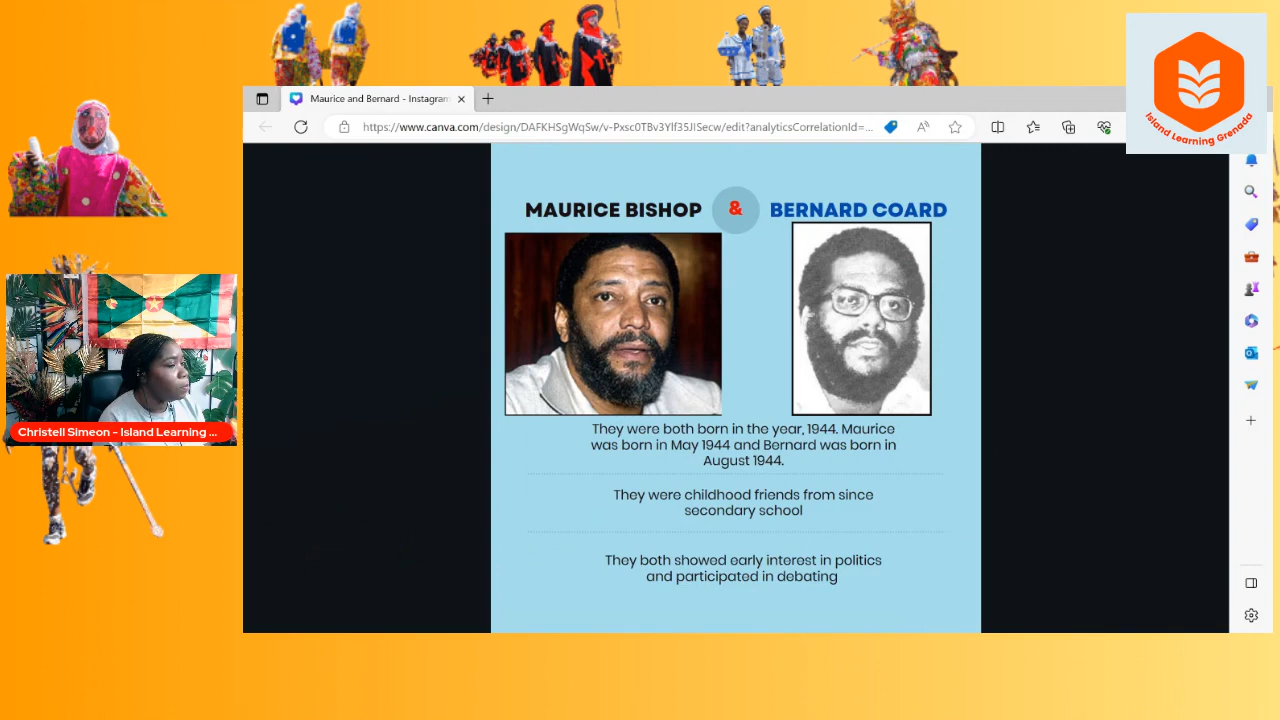 Maurice and Bernard - Instagram
https://www.canva.com/design/DAFKHSgWqSw/v-Pxsc0TBv3Ylf35JISecw/edit?analyticsCorrelationId=...
Island Learning Grenada
MAURICE BISHOP & BERNARD COARD
They were both born in the year, 1944. Maurice
was born in May 1944 and Bernard was born in
August 1944.
They were childhood friends from since
secondary school
They both showed early interest in politics
and participated in debating
Christell Simeon - Island Learning ...